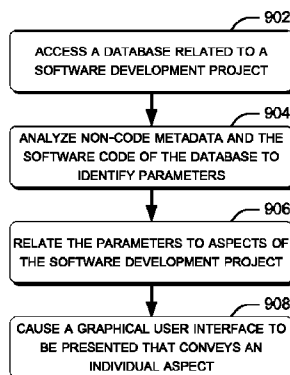 902
ACCESS A DATABASE RELATED TO A
SOFTWARE DEVELOPMENT PROJECT
904
ANALYZE NON-CODE METADATA AND THE
SOFTWARE CODE OF THE DATABASE TO
IDENTIFY PARAMETERS
906
RELATE THE PARAMETERS TO ASPECTS OF
THE SOFTWARE DEVELOPMENT PROJECT
908
CAUSE A GRAPHICAL USER INTERFACE TO
BE PRESENTED THAT CONVEYS AN
INDIVIDUAL ASPECT